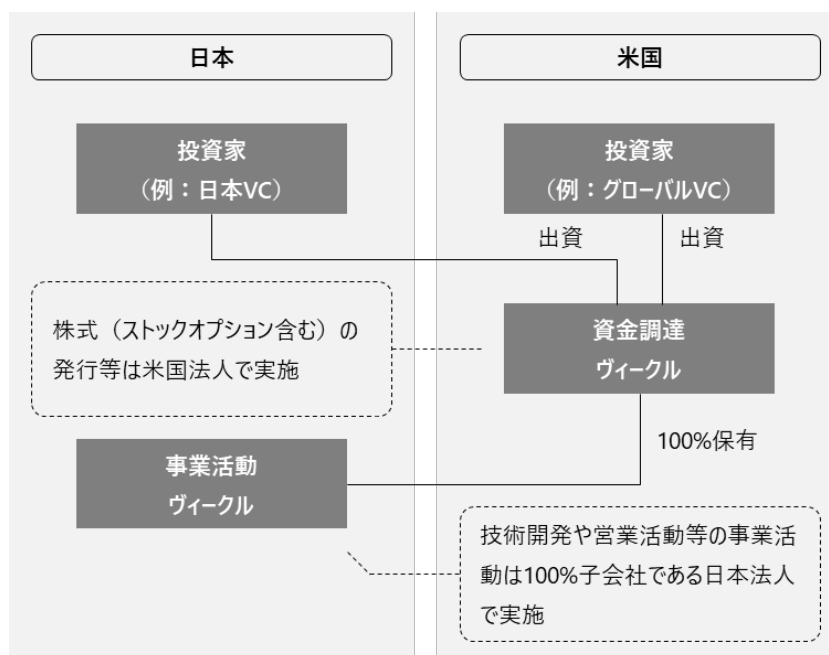 日本
米国
投資家
（例：日本VC）
投資家
（例：グローバルVC）
出資
出資
株式（ストックオプション含む）の
発行等は米国法人で実施
資金調達
ヴィークル
100%保有
事業活動
ヴィークル
技術開発や営業活動等の事業活
動は100%子会社である日本法人
で実施